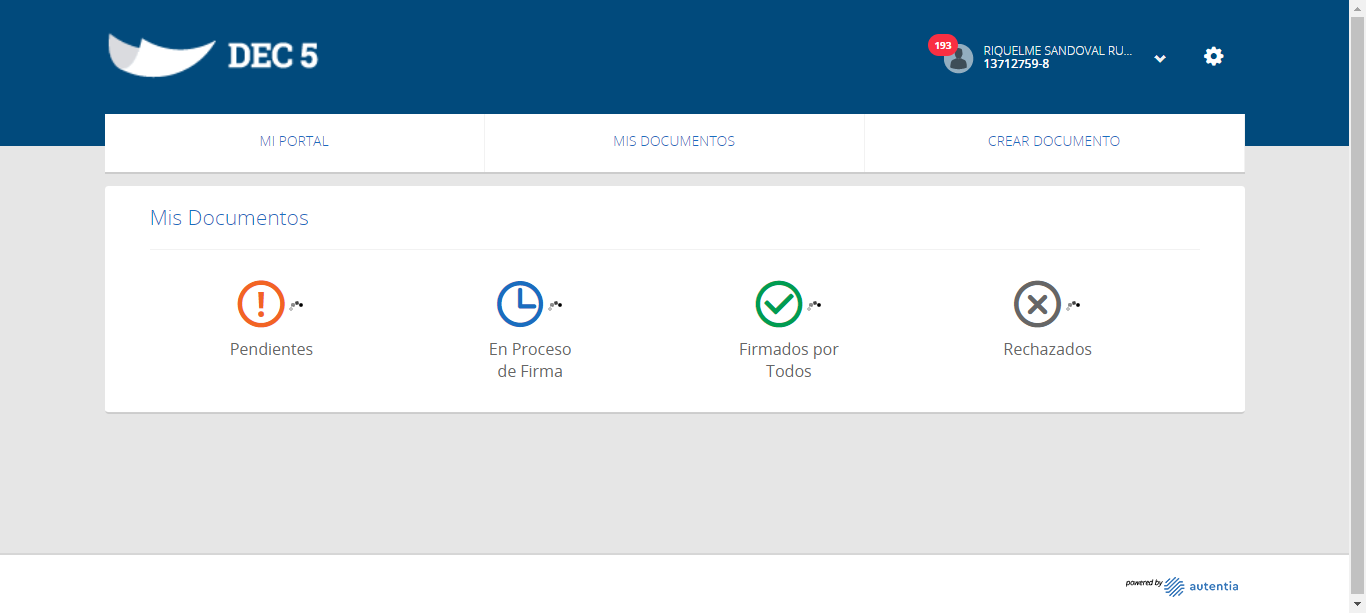 DEC 5
193
RIQUELME SANDOVAL RU...
13712759-8
MI PORTAL
MIS DOCUMENTOS
CREAR DOCUMENTO
Mis Documentos
Pendientes
En Proceso
de Firma
Firmados por
Todos
Rechazados
powered by autentia